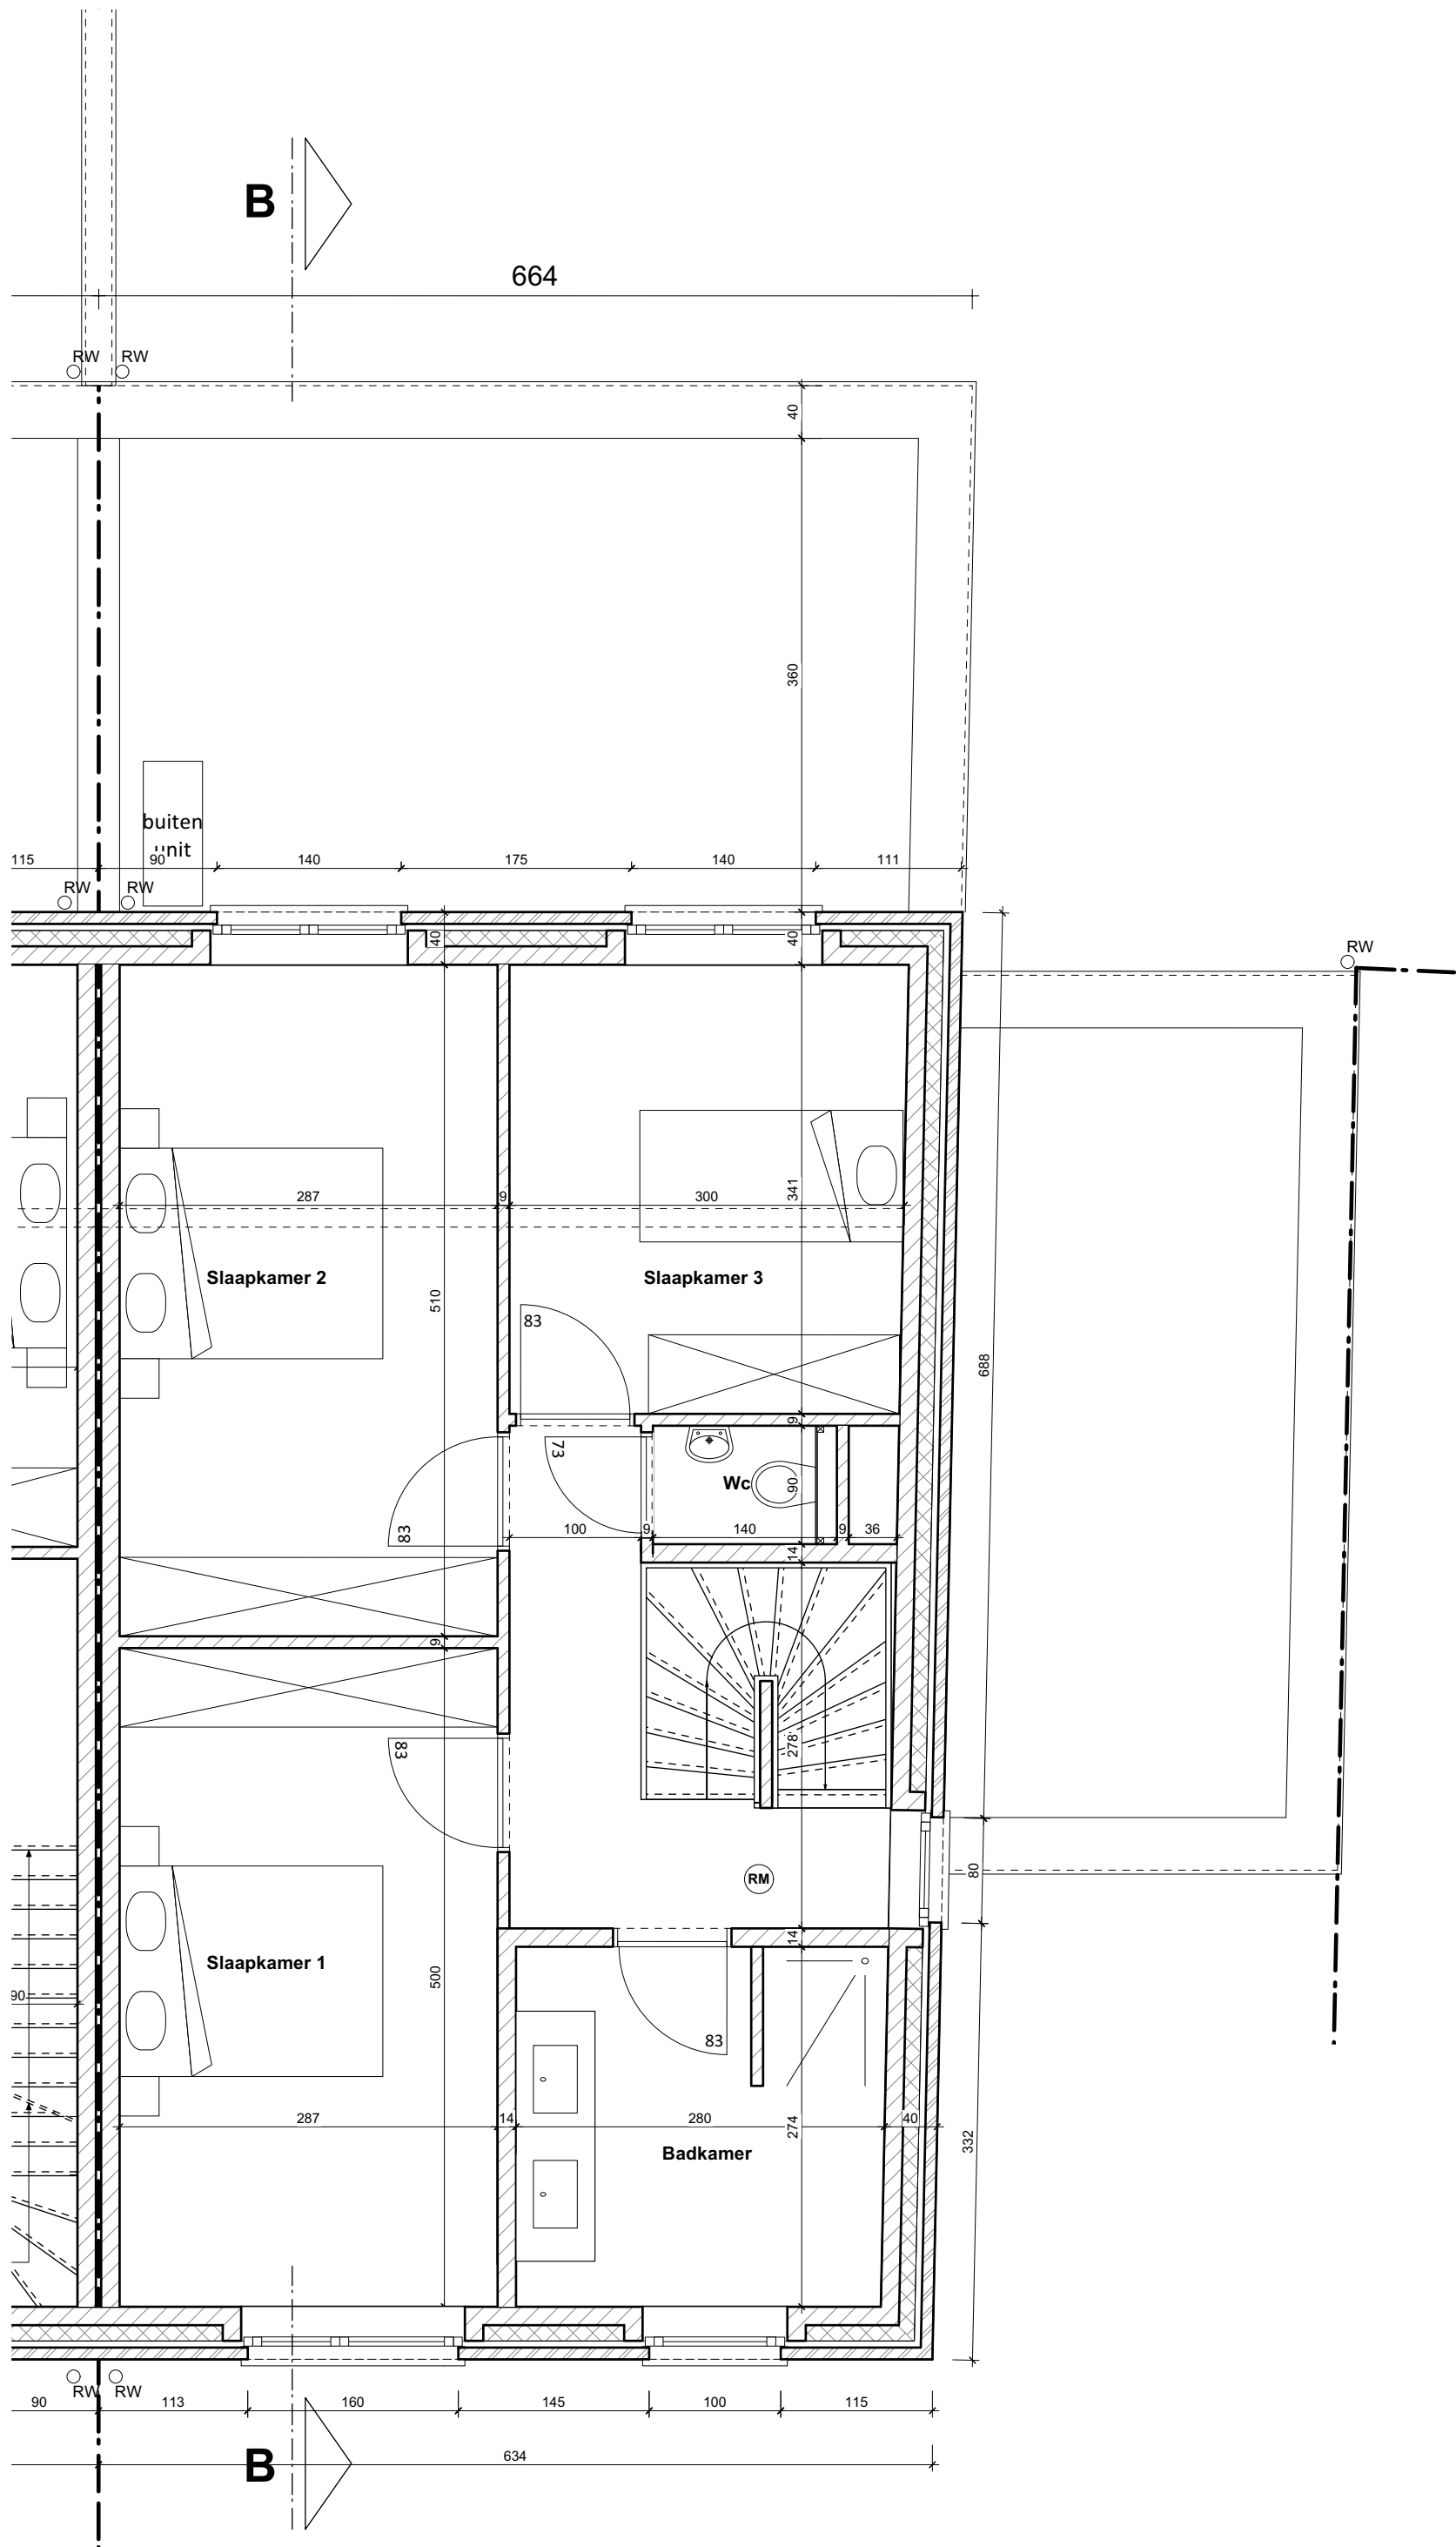 B
664
RW RW
40
360
buiten
unit
115 90 140 175 140 111
RW RW
40 40
RW
287 9 300
341
Slaapkamer 2 Slaapkamer 3
510
83
688
9
73
83
Wc
90
100 9 140 9 36
14
9
278
83
RM
80
14
Slaapkamer 1
500
90
83
287 14 280 40
274
Badkamer
332
RW RW
90 113 160 145 100 115
B
634